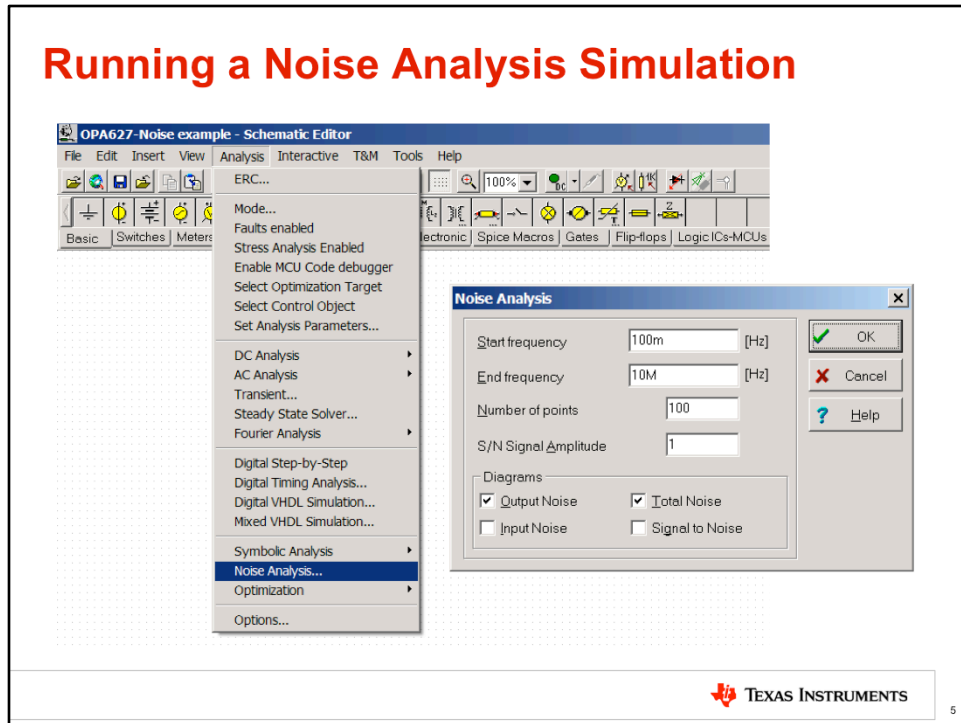 Running a Noise Analysis Simulation
OPA627-Noise example - Schematic Editor
File Edit Insert View Analysis Interactive T&M Tools Help
100%
Basic Switches Meters
lectronic Spice Macros Gates Flip-flops Logic ICs-MCUs
ERC...
Mode...
Faults enabled
Stress Analysis Enabled
Enable MCU Code debugger
Select Optimization Target
Select Control Object
Set Analysis Parameters...
DC Analysis
AC Analysis
Transient...
Steady State Solver...
Fourier Analysis
Digital Step-by-Step
Digital Timing Analysis...
Digital VHDL Simulation...
Mixed VHDL Simulation...
Symbolic Analysis
Noise Analysis...
Optimization
Options...
Noise Analysis
Start frequency 100m [Hz]
End frequency 10M [Hz]
Number of points 100
S/N Signal Amplitude 1
Diagrams
Output Noise Total Noise
Input Noise Signal to Noise
OK
Cancel
Help
TEXAS INSTRUMENTS
5